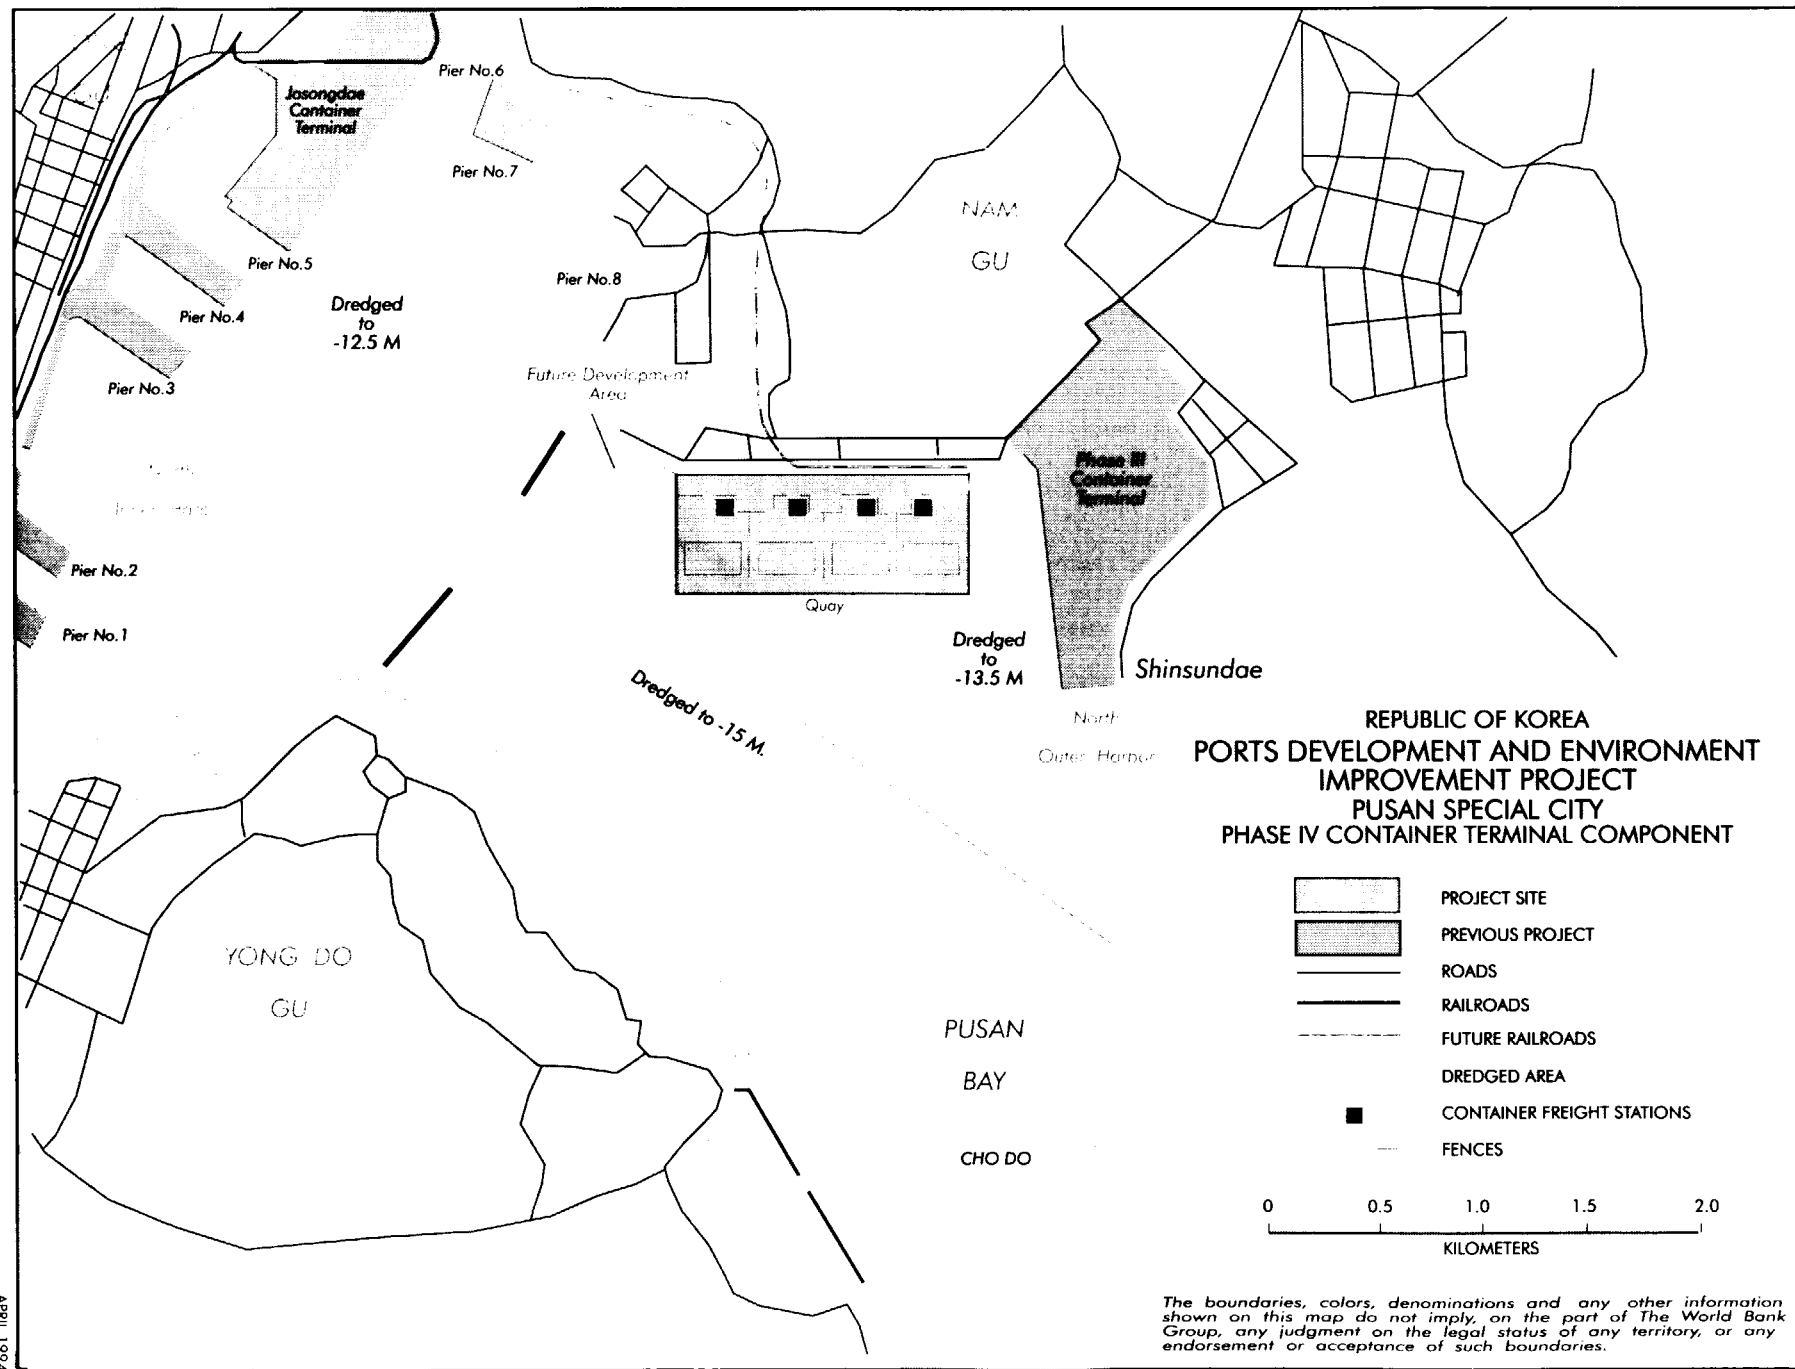 Pier No.6
Jasongdae
Container
Terminal
Pier No.7
NAM
GU
Pier No.5
Pier No.8
Pier No.4
Dredged
to
-12.5 M
Pier No.3
Future Development
Area
Phase III
Container
Terminal
North
Pier No.2
Quay
Pier No.1
Dredged
to
-13.5 M
Shinsundae
Dredged to -15 M.
North
Outer Harbor
REPUBLIC OF KOREA
PORTS DEVELOPMENT AND ENVIRONMENT
IMPROVEMENT PROJECT
PUSAN SPECIAL CITY
PHASE IV CONTAINER TERMINAL COMPONENT
PROJECT SITE
PREVIOUS PROJECT
ROADS
RAILROADS
FUTURE RAILROADS
DREDGED AREA
CONTAINER FREIGHT STATIONS
FENCES
YONG DO
GU
PUSAN
BAY
CHO DO
0 0.5 1.0 1.5 2.0
KILOMETERS
The boundaries, colors, denominations and any other information
shown on this map do not imply, on the part of The World Bank
Group, any judgment on the legal status of any territory, or any
endorsement or acceptance of such boundaries.
APRIL 1994